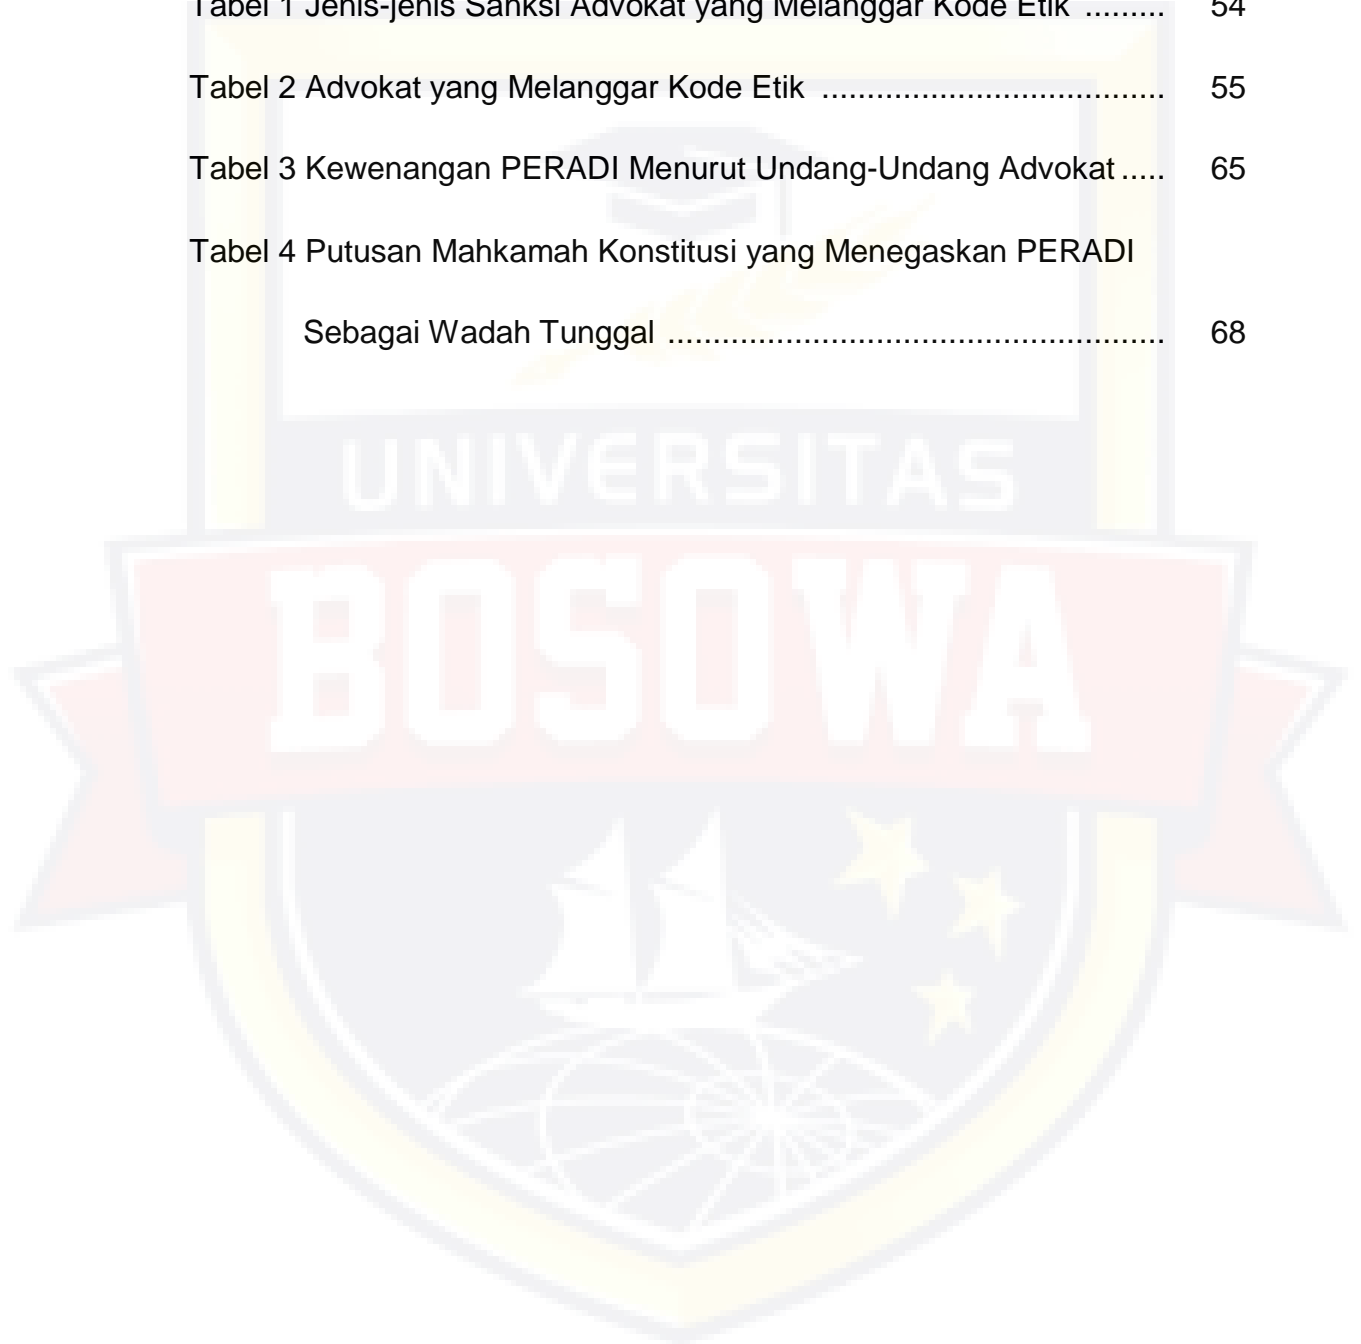 Tabel 1 Jenis-jenis Sanksi Advokat yang Melanggar Kode Etik ......... 54
Tabel 2 Advokat yang Melanggar Kode Etik ...................................... 55
Tabel 3 Kewenangan PERADI Menurut Undang-Undang Advokat ..... 65
Tabel 4 Putusan Mahkamah Konstitusi yang Menegaskan PERADI
Sebagai Wadah Tunggal ....................................................... 68
UNIVERSITAS
BOSOWA